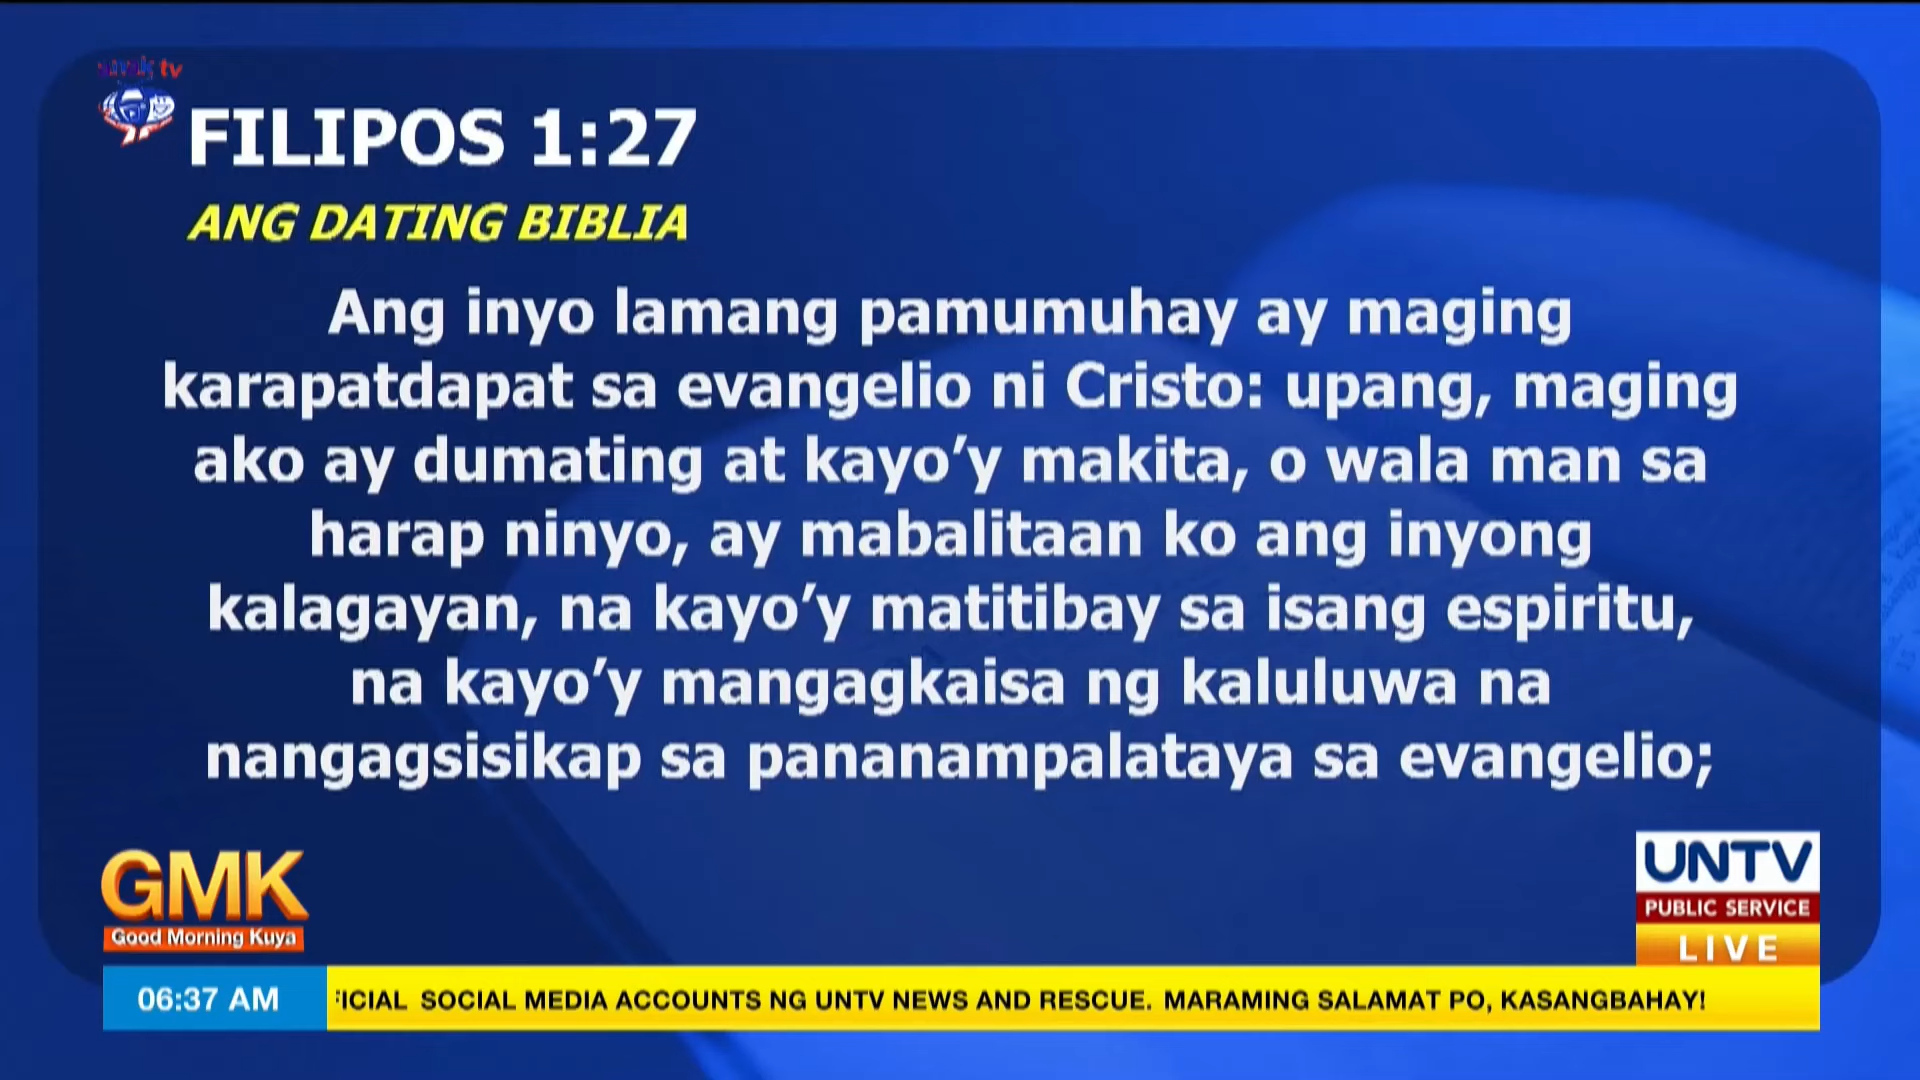 tv
FILIPOS 1:27
ANG DATING BIBLIA
Ang inyo lamang pamumuhay ay maging
karapatdapat sa evangelio ni Cristo: upang, maging
ako ay dumating at kayo’y makita, o wala man sa
harap ninyo, ay mabalitaan ko ang inyong
kalagayan, na kayo’y matitibay sa isang espiritu,
na kayo’y mangagkaisa ng kaluluwa na
nangagsisikap sa pananampalataya sa evangelio;
GMK
Good Morning Kuya
UNTV
PUBLIC SERVICE
LIVE
06:37 AM
ICIAL SOCIAL MEDIA ACCOUNTS NG UNTV NEWS AND RESCUE. MARAMING SALAMAT PO, KASANGBAHAY!